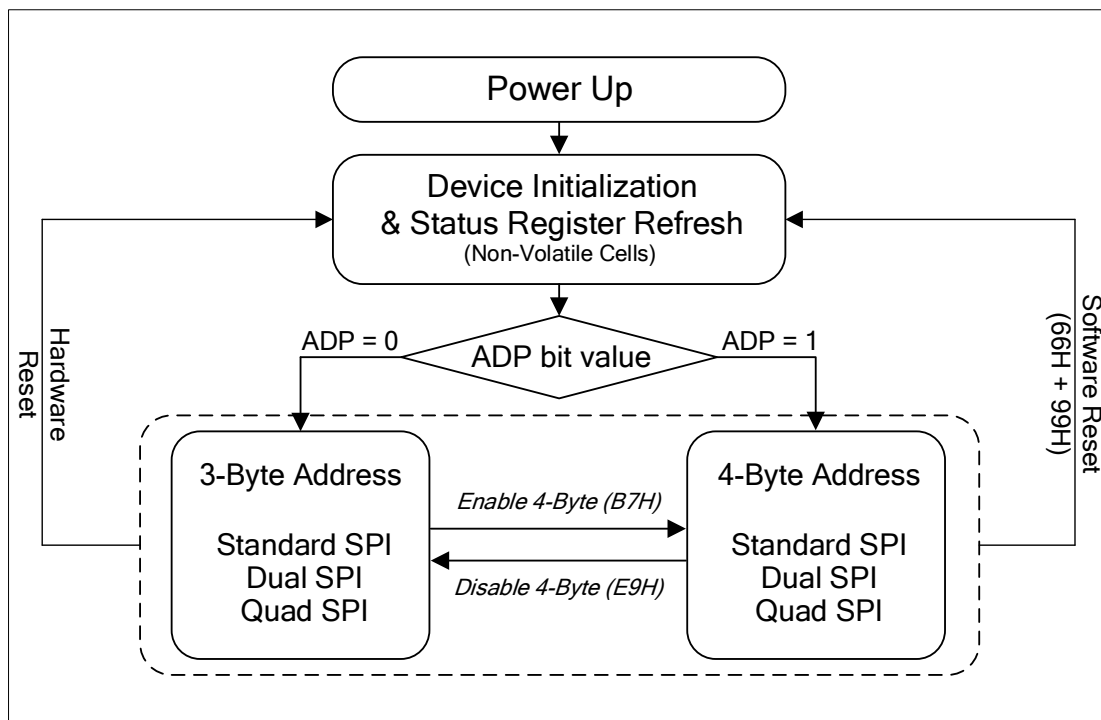 Power Up
Device Initialization
& Status Register Refresh
(Non-Volatile Cells)
ADP = 0
ADP bit value
ADP = 1
Hardware
Reset
Software Reset
(66H + 99H)
3-Byte Address
Standard SPI
Dual SPI
Quad SPI
Enable 4-Byte (B7H)
Disable 4-Byte (E9H)
4-Byte Address
Standard SPI
Dual SPI
Quad SPI